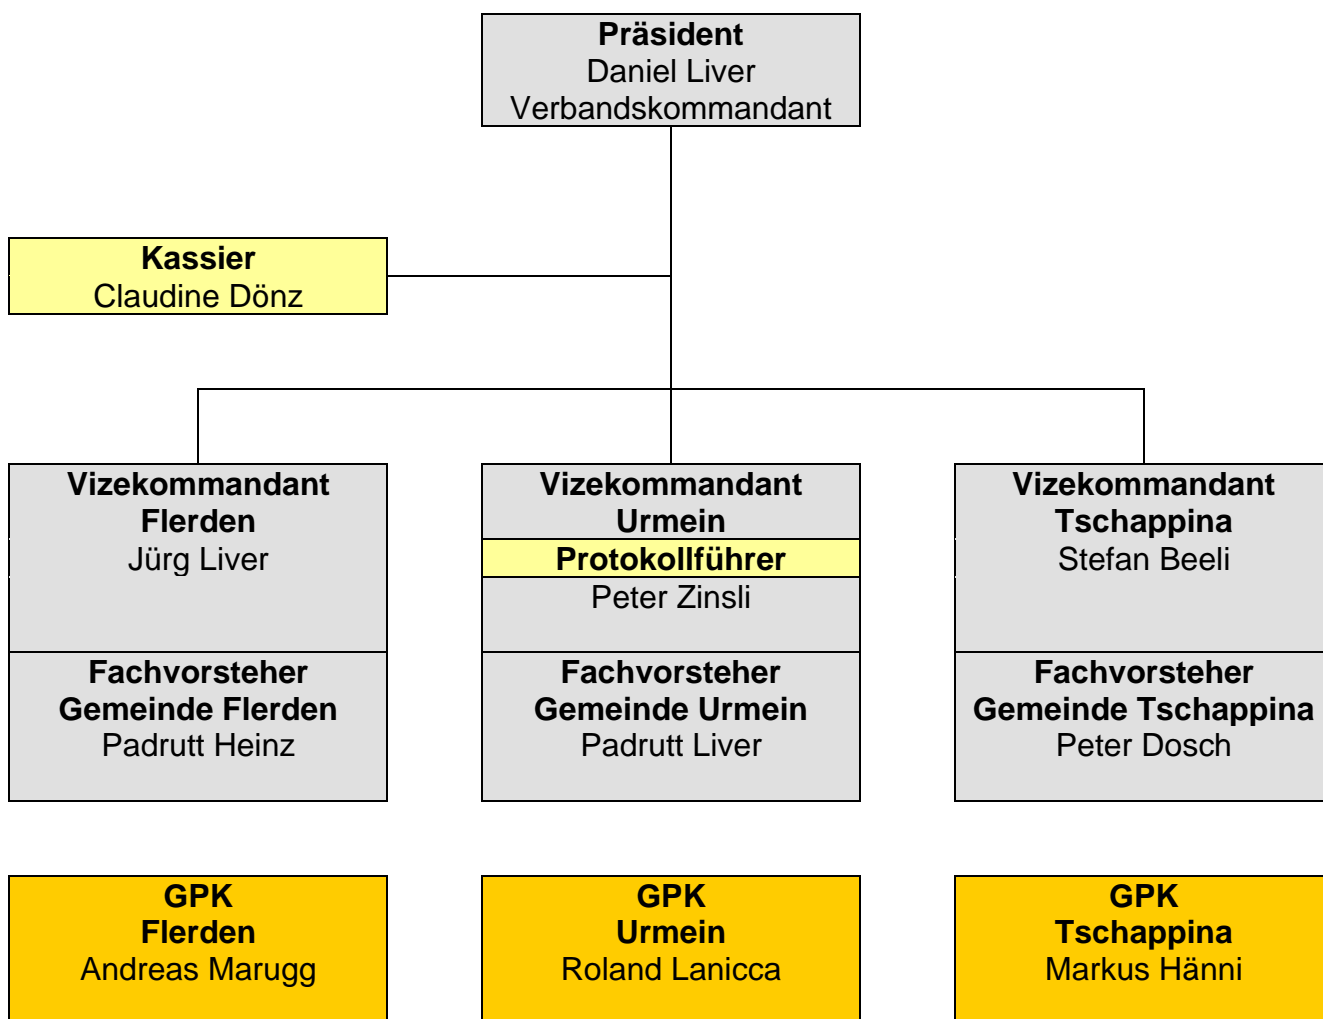 Präsident
Daniel Liver
Verbandskommandant
Kassier
Claudine Dönz
Vizekommandant
Flerden
Jürg Liver
Vizekommandant
Urmein
Protokollführer
Peter Zinsli
Vizekommandant
Tschappina
Stefan Beeli
Fachvorsteher
Gemeinde Flerden
Padrutt Heinz
Fachvorsteher
Gemeinde Urmein
Padrutt Liver
Fachvorsteher
Gemeinde Tschappina
Peter Dosch
GPK
Flerden
Andreas Marugg
GPK
Urmein
Roland Lanicca
GPK
Tschappina
Markus Hänni